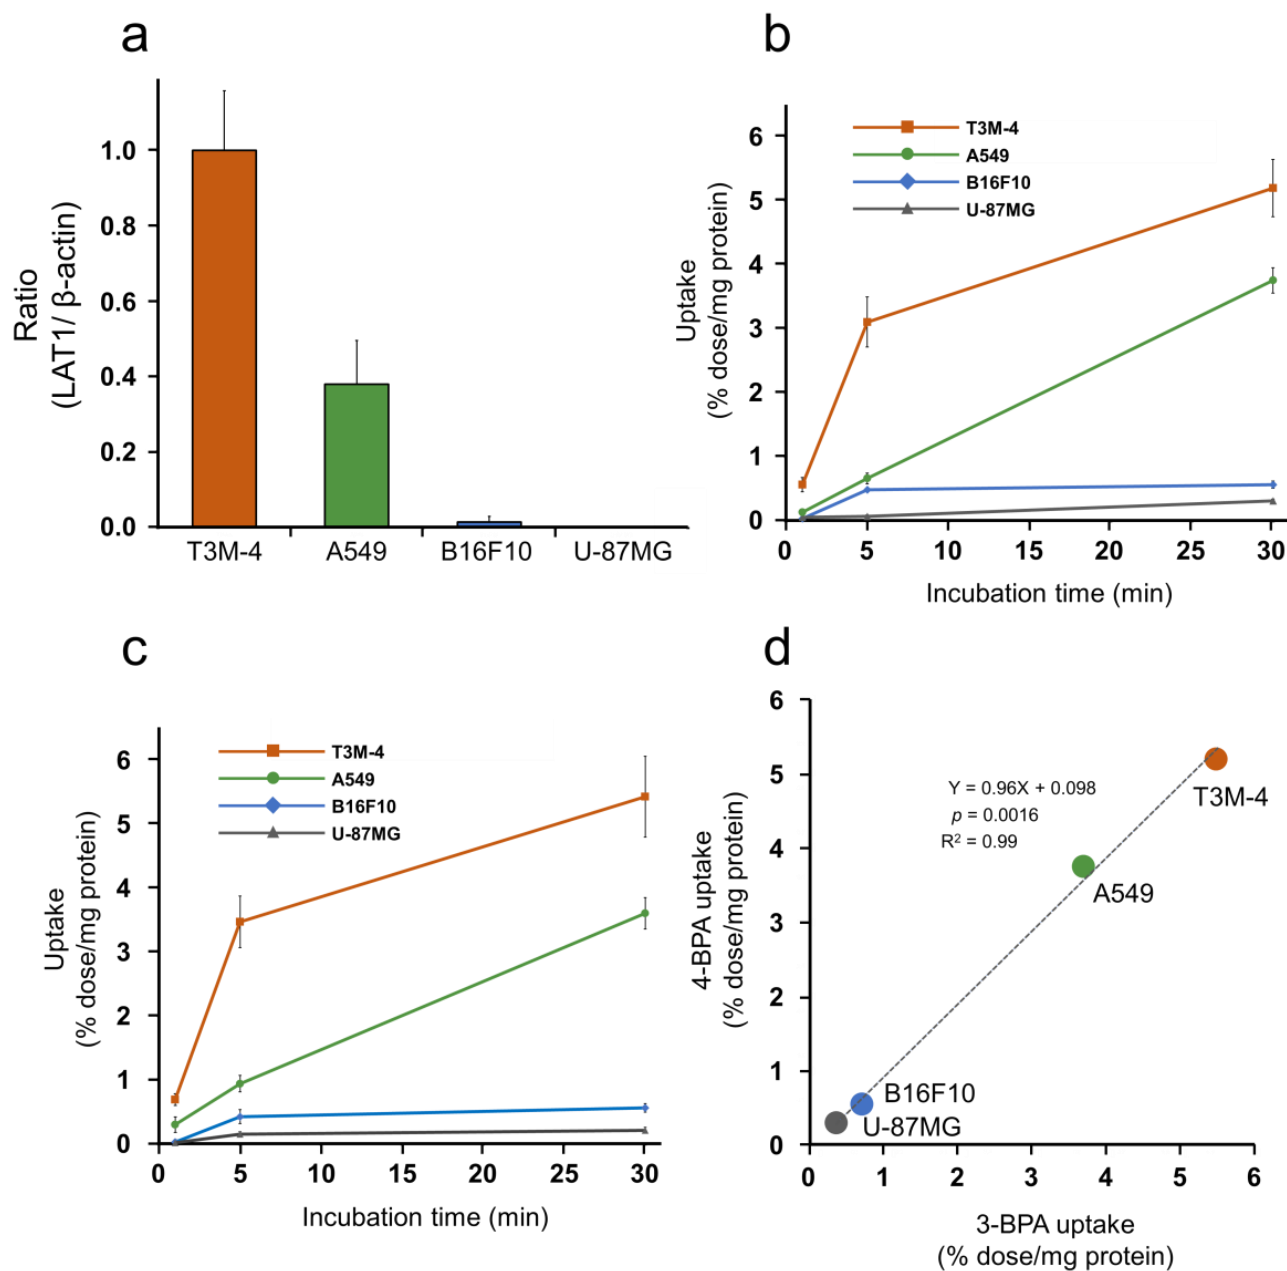 a
Ratio
(LAT1/ β-actin)
1.0
0.8
0.6
0.4
0.2
0.0
T3M-4 A549 B16F10 U-87MG
b
Uptake
(% dose/mg protein)
6
5
4
3
2
1
0
T3M-4
A549
B16F10
U-87MG
0 5 10 15 20 25 30
Incubation time (min)
c
Uptake
(% dose/mg protein)
6
5
4
3
2
1
0
T3M-4
A549
B16F10
U-87MG
0 5 10 15 20 25 30
Incubation time (min)
d
4-BPA uptake
(% dose/mg protein)
6
5
4
3
2
1
0
Y = 0.96X + 0.098
p = 0.0016
R² = 0.99
T3M-4
A549
B16F10
U-87MG
0 1 2 3 4 5 6
3-BPA uptake
(% dose/mg protein)